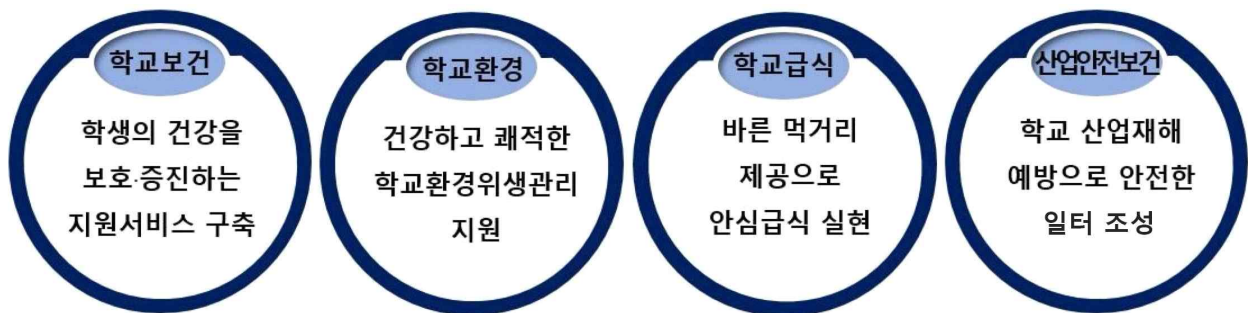 학교보건
학생의 건강을
보호·증진하는
지원서비스 구축
학교환경
건강하고 쾌적한
학교환경위생관리
지원
학교급식
바른 먹거리
제공으로
안심급식 실현
산업안전보건
학교 산업재해
예방으로 안전한
일터 조성